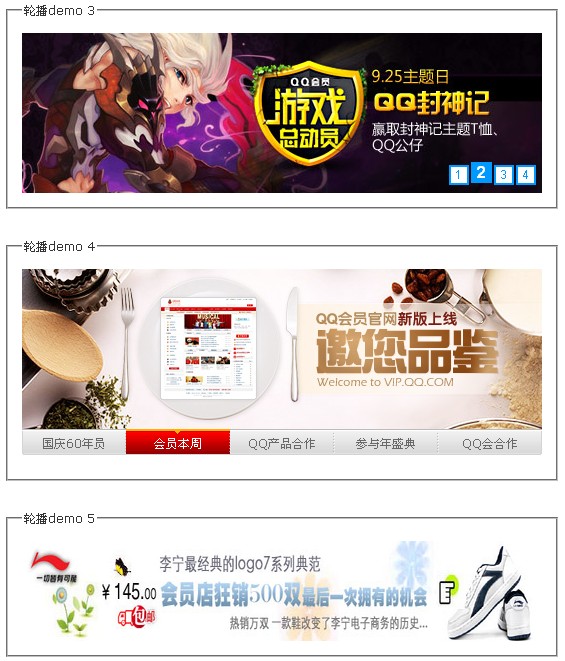 轮播demo 3
QQ会员
游戏
总动员
9.25主题日
QQ封神记
赢取封神记主题T恤、
QQ公仔
1 2 3 4
轮播demo 4
QQ会员官网新版上线
邀您品鉴
Welcome to VIP.QQ.COM
国庆60年员 会员本周 QQ产品合作 参与年盛典 QQ会合作
轮播demo 5
一切皆有可能
李宁最经典的logo7系列典范
¥145.00 会员店狂销500双最后一次拥有的机会
包邮
热销万双 一款鞋改变了李宁电子商务的历史...